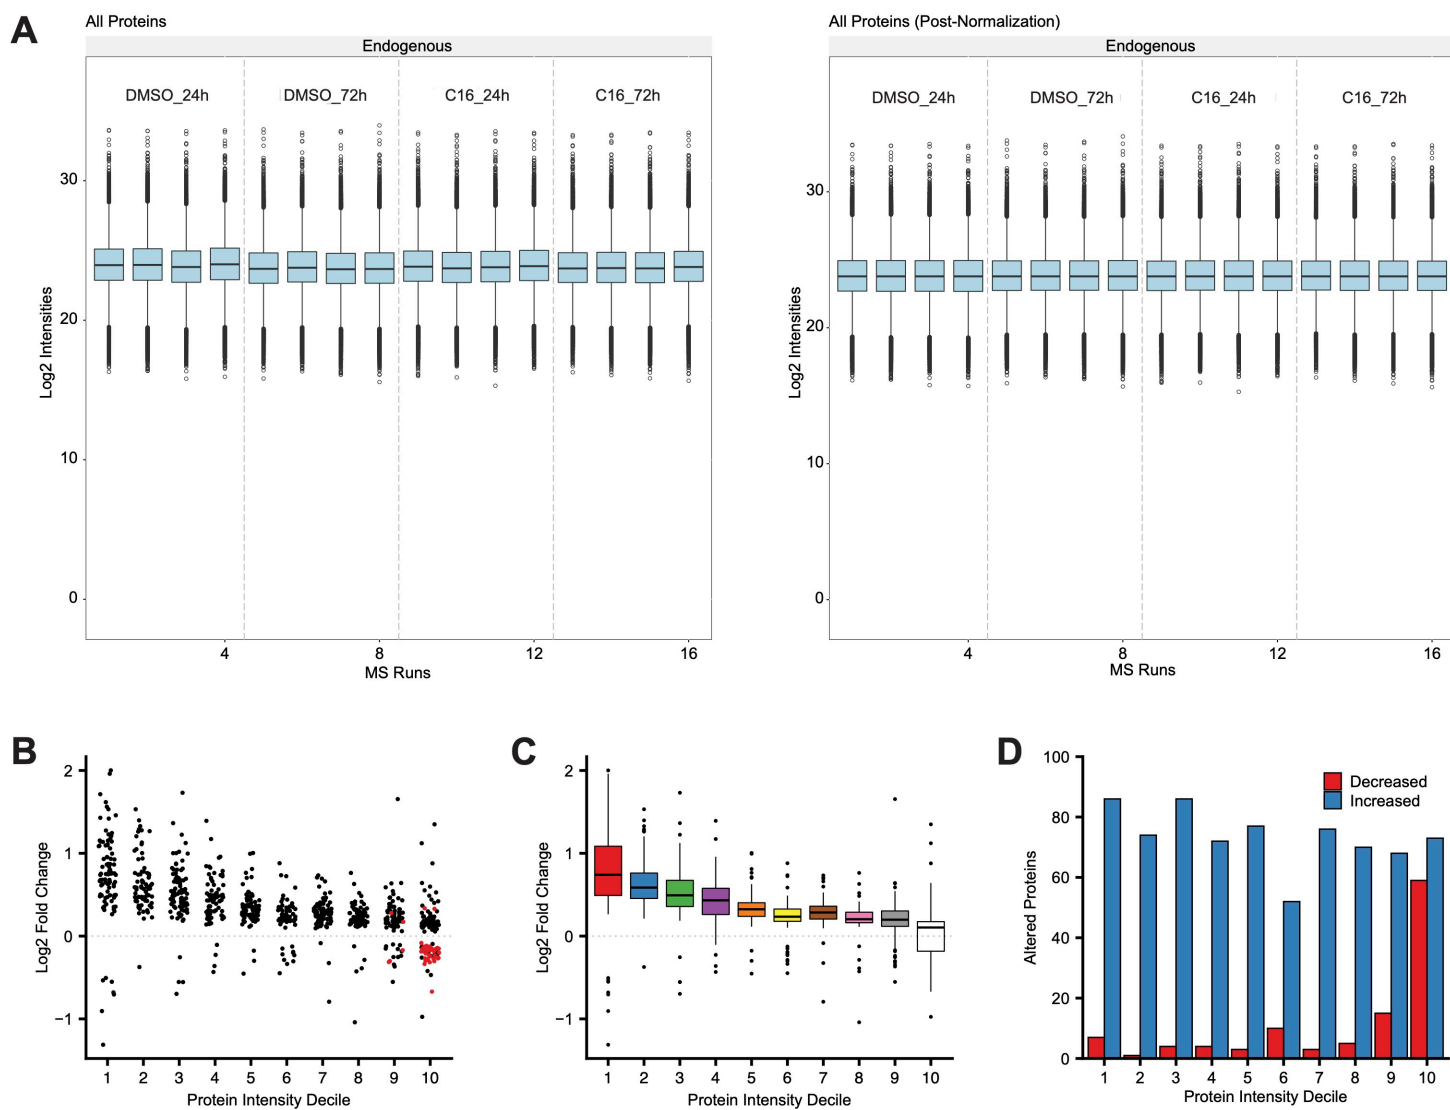 A
All Proteins
Endogenous
DMSO_24h DMSO_72h C16_24h C16_72h
30
20
10
0
Log2 Intensities
4 8 12 16
MS Runs
All Proteins (Post-Normalization)
Endogenous
DMSO_24h DMSO_72h C16_24h C16_72h
30
20
10
0
Log2 Intensities
4 8 12 16
MS Runs
B
2
1
0
−1
Log2 Fold Change
1 2 3 4 5 6 7 8 9 10
Protein Intensity Decile
C
2
1
0
−1
Log2 Fold Change
1 2 3 4 5 6 7 8 9 10
Protein Intensity Decile
D
100
80
60
40
20
0
Altered Proteins
Decreased
Increased
1 2 3 4 5 6 7 8 9 10
Protein Intensity Decile